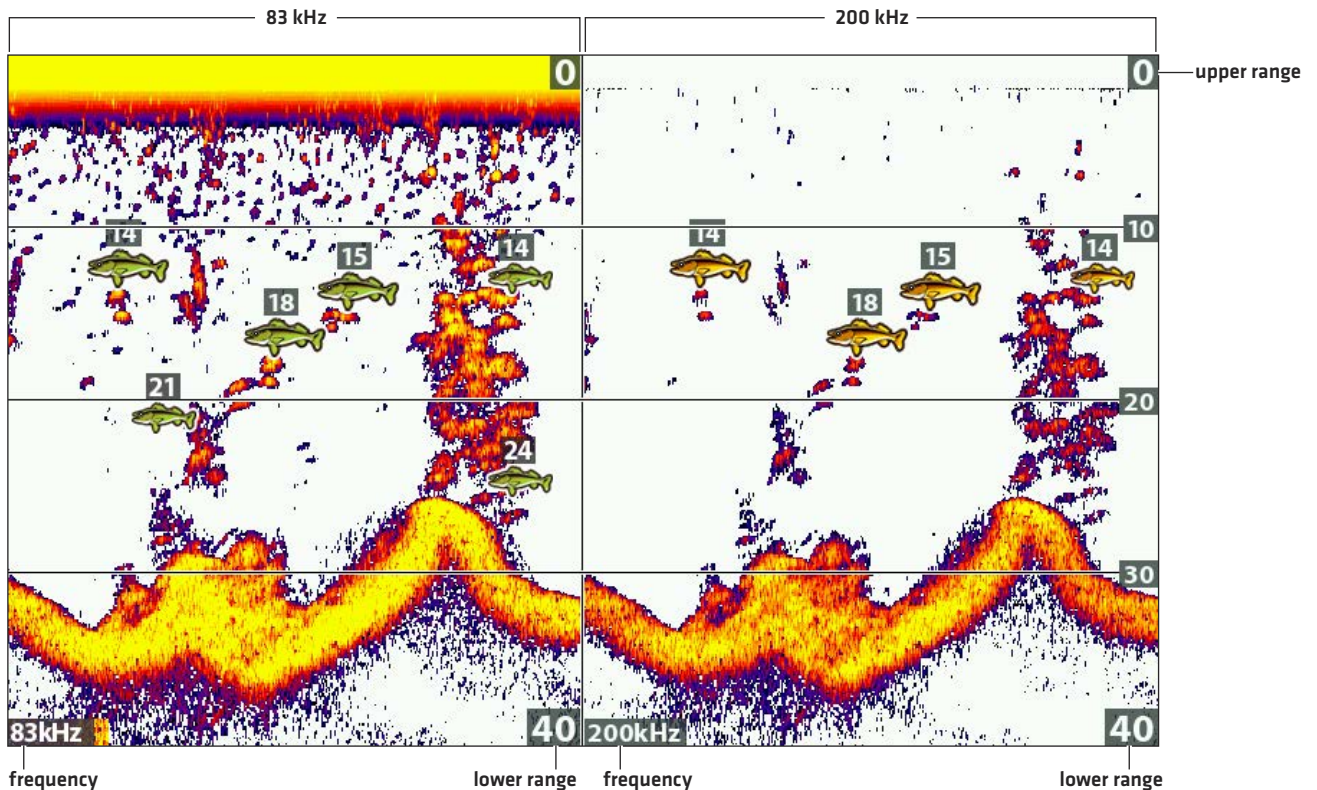 83 kHz
200 kHz
0
0
upper range
10
14
15
14
14
15
14
18
18
21
20
24
30
83kHz
40
200kHz
40
frequency
lower range
frequency
lower range